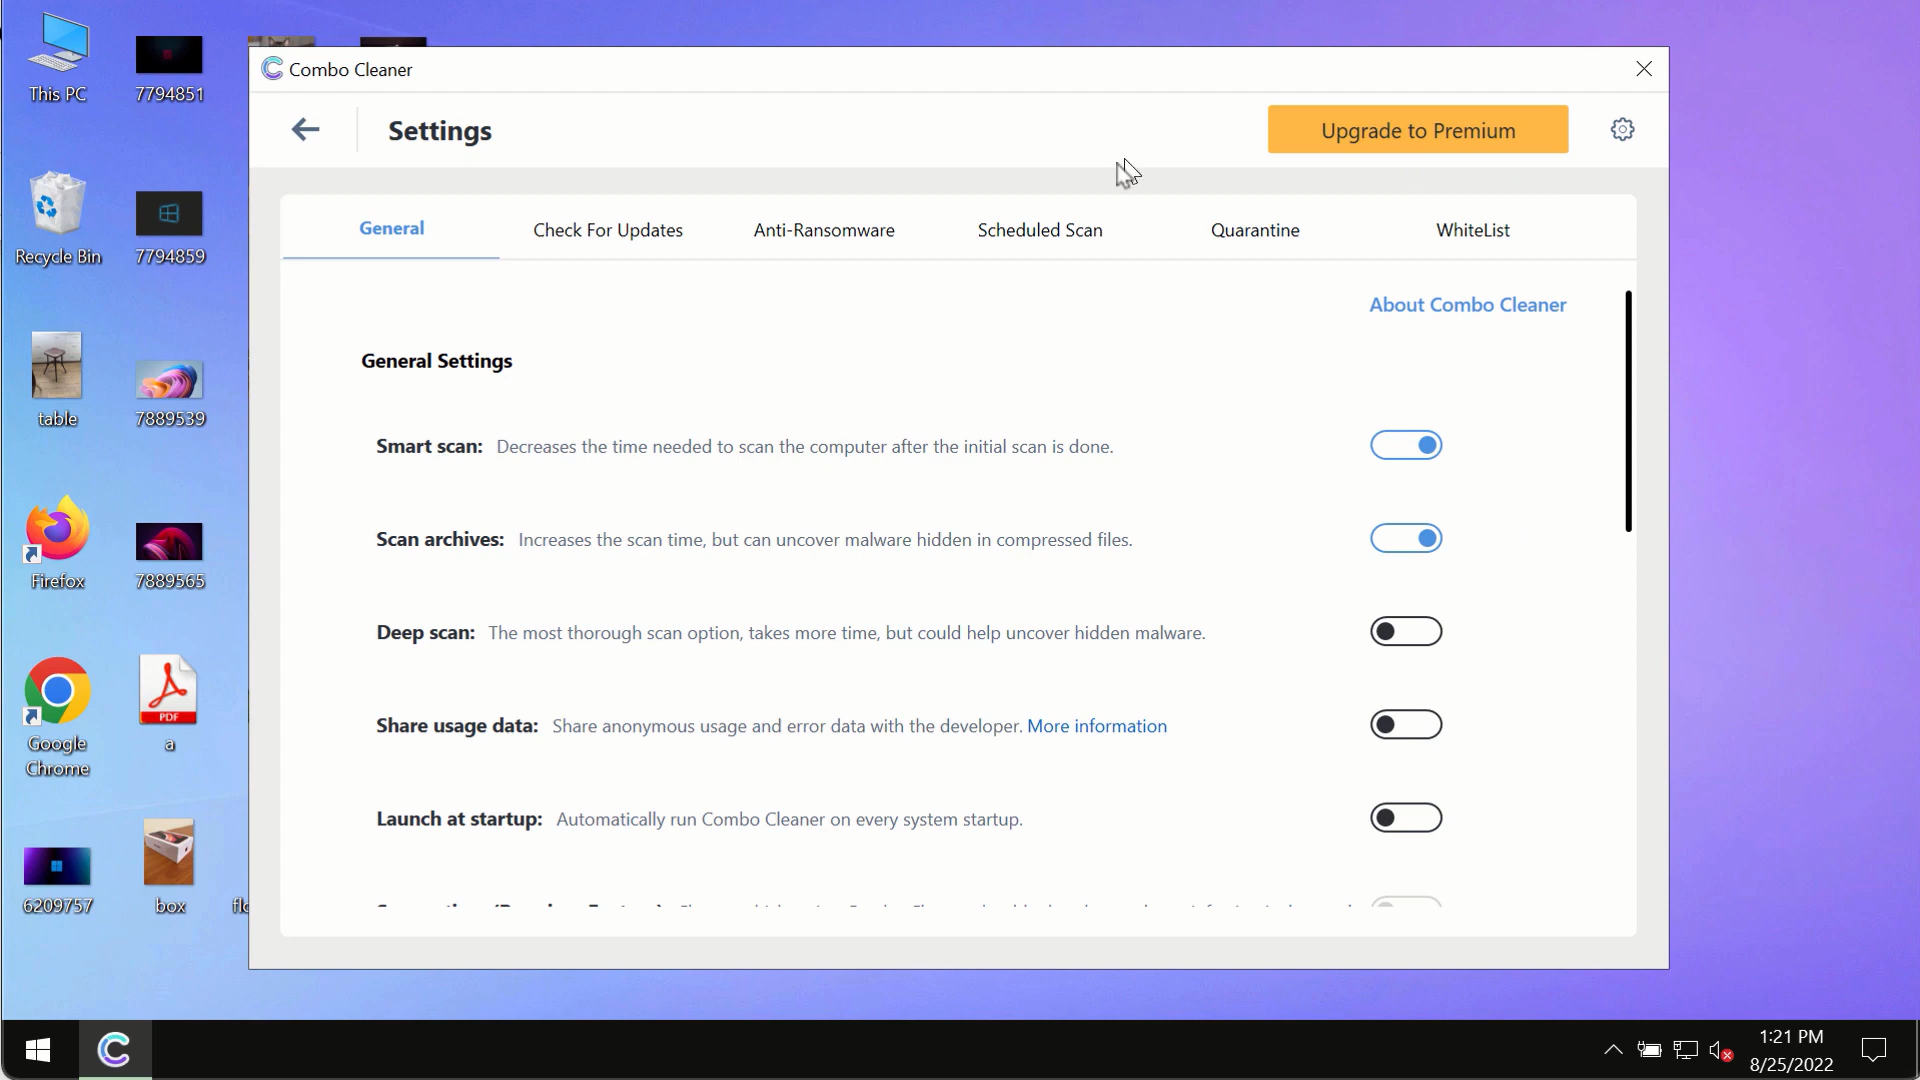 This PC
7794851
Recycle Bin
7794859
table
7889539
Firefox
7889565
Google
Chrome
PDF
a
6209757
box
Combo Cleaner
Settings
Upgrade to Premium
General
Check For Updates
Anti-Ransomware
Scheduled Scan
Quarantine
WhiteList
About Combo Cleaner
General Settings
Smart scan: Decreases the time needed to scan the computer after the initial scan is done.
Scan archives: Increases the scan time, but can uncover malware hidden in compressed files.
Deep scan: The most thorough scan option, takes more time, but could help uncover hidden malware.
Share usage data: Share anonymous usage and error data with the developer. More information
Launch at startup: Automatically run Combo Cleaner on every system startup.
1:21 PM
8/25/2022